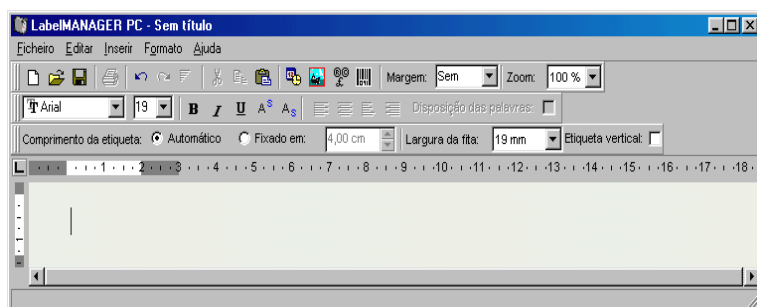 LabelMANAGER PC - Sem título
Ficheiro Editar Inserir Formato Ajuda
Margem: Sem Zoom: 100 %
Arial 19 B I U A S A S Disposição das palavras:
Comprimento da etiqueta: Automático Fixado em: 4,00 cm Largura da fita: 19 mm Etiqueta vertical:
L 1 2 3 4 5 6 7 8 9 10 11 12 13 14 15 16 17 18
1